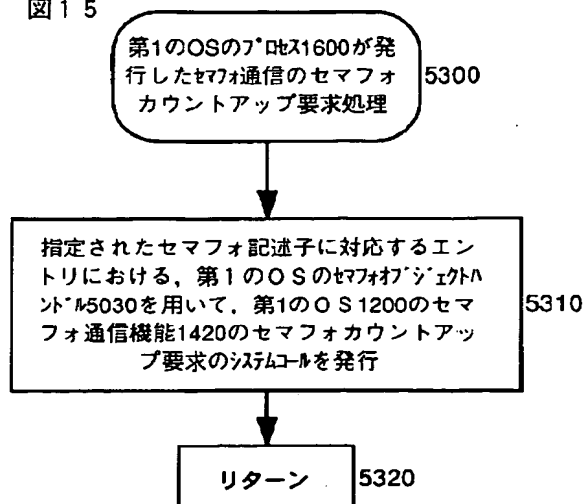 図15
第1のOSのプロセス1600が発
行したセマフォ通信のセマフォ
カウントアップ要求処理
5300
指定されたセマフォ記述子に対応するエン
トリにおける，第1のOSのセマフォオブジェクトハ
ンドル5030を用いて，第1のOS1200のセマ
フォ通信機能1420のセマフォカウントアッ
プ要求のシステムコールを発行
5310
リターン
5320